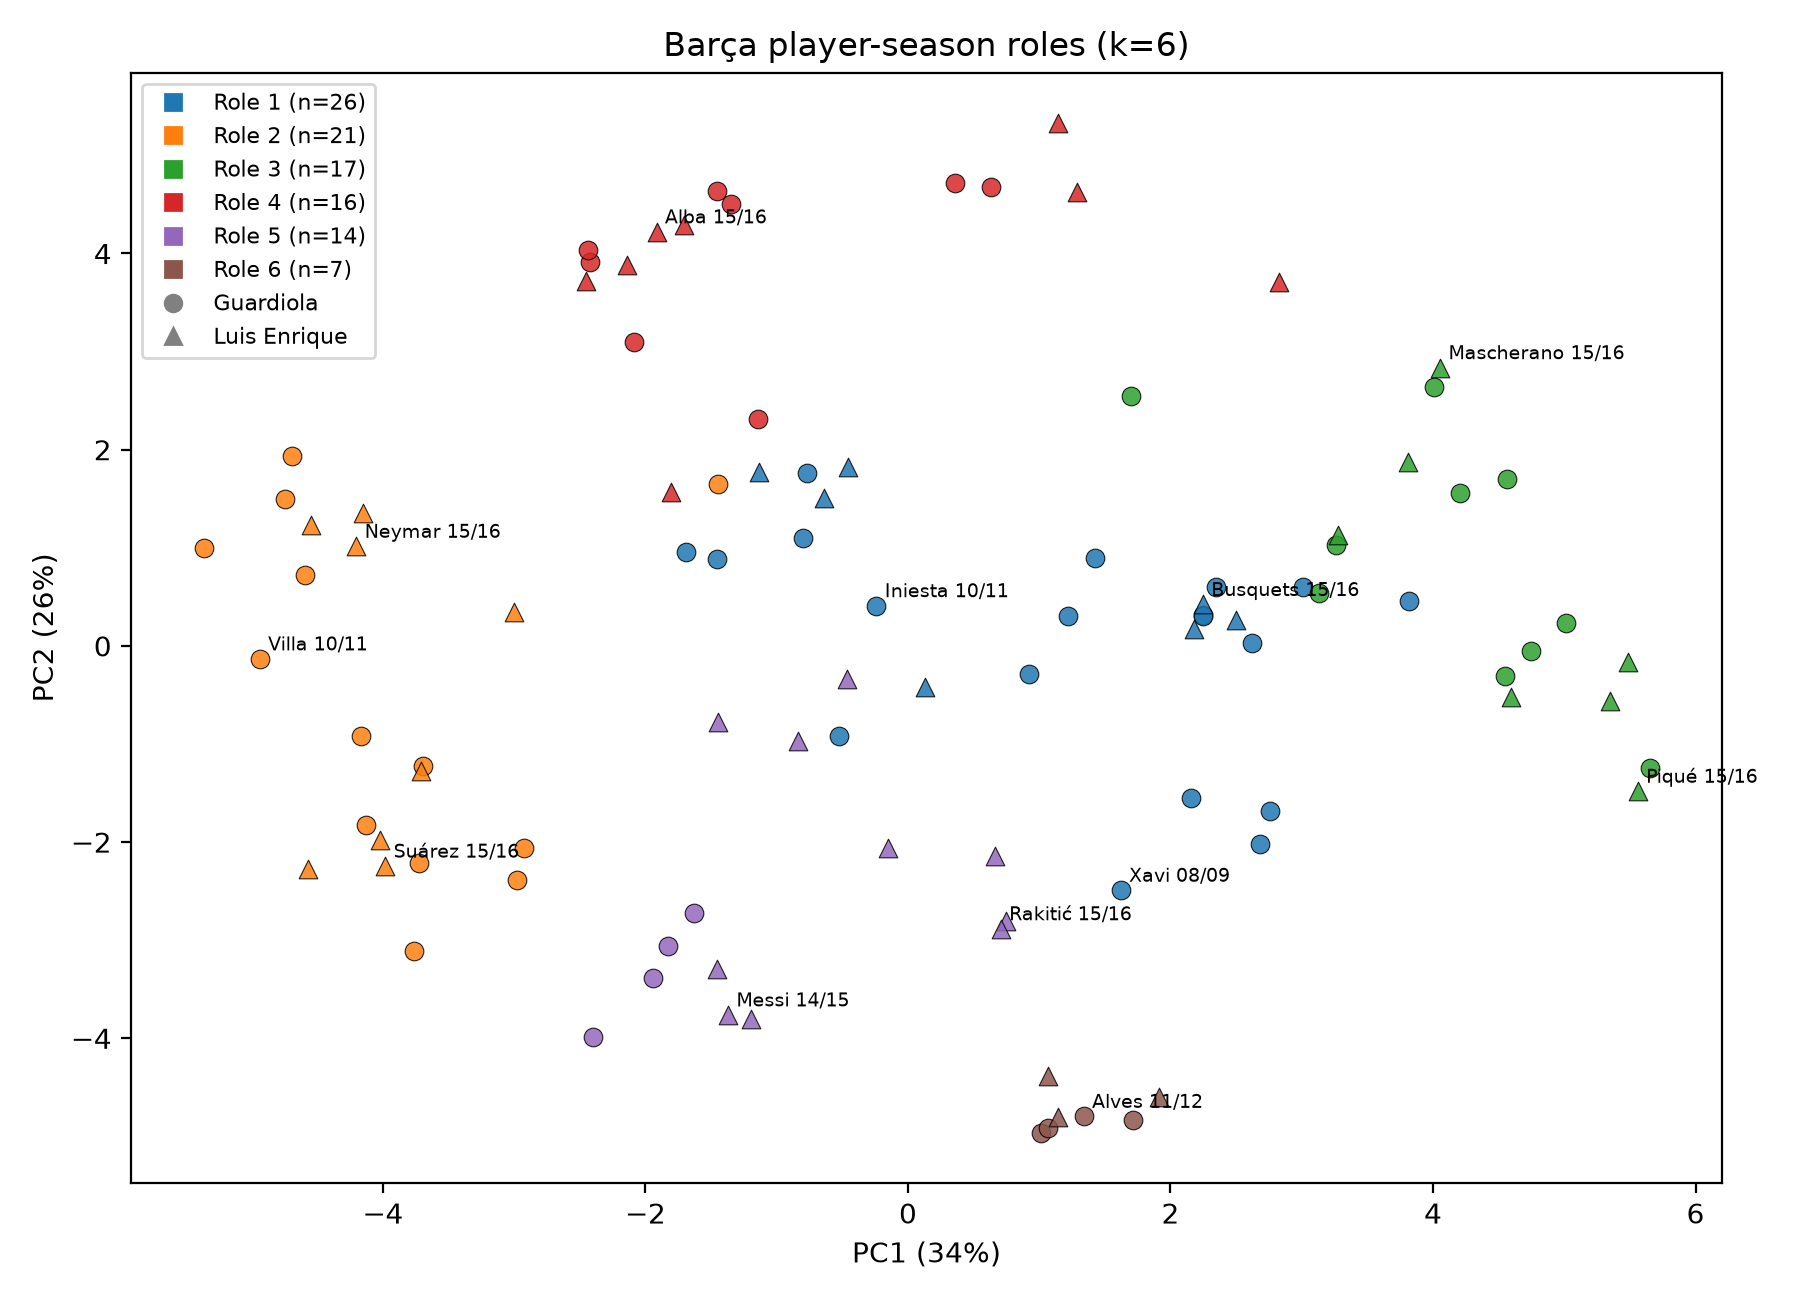 Barça player-season roles (k=6)
Role 1 (n=26)
Role 2 (n=21)
Role 3 (n=17)
Role 4 (n=16)
Role 5 (n=14)
Role 6 (n=7)
Guardiola
Luis Enrique
Alba 15/16
Mascherano 15/16
Neymar 15/16
Iniesta 10/11
Busquets 15/16
Villa 10/11
Piqué 15/16
Suárez 15/16
Xavi 08/09
Rakitić 15/16
Messi 14/15
Alves 11/12
4
2
0
−2
−4
PC2 (26%)
−4
−2
0
2
4
6
PC1 (34%)